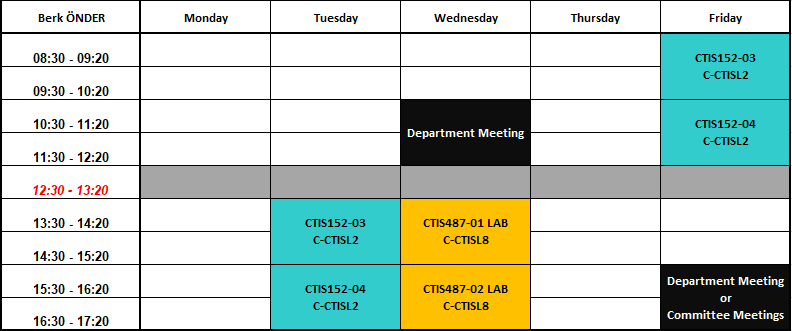 Berk ÖNDER Monday Tuesday Wednesday Thursday Friday
08:30 - 09:20
CTIS152-03
C-CTISL2
09:30 - 10:20
10:30 - 11:20
Department Meeting
CTIS152-04
C-CTISL2
11:30 - 12:20
12:30 - 13:20
13:30 - 14:20
CTIS152-03
C-CTISL2
CTIS487-01 LAB
C-CTISL8
14:30 - 15:20
15:30 - 16:20
CTIS152-04
C-CTISL2
CTIS487-02 LAB
C-CTISL8
Department Meeting
or
Committee Meetings
16:30 - 17:20